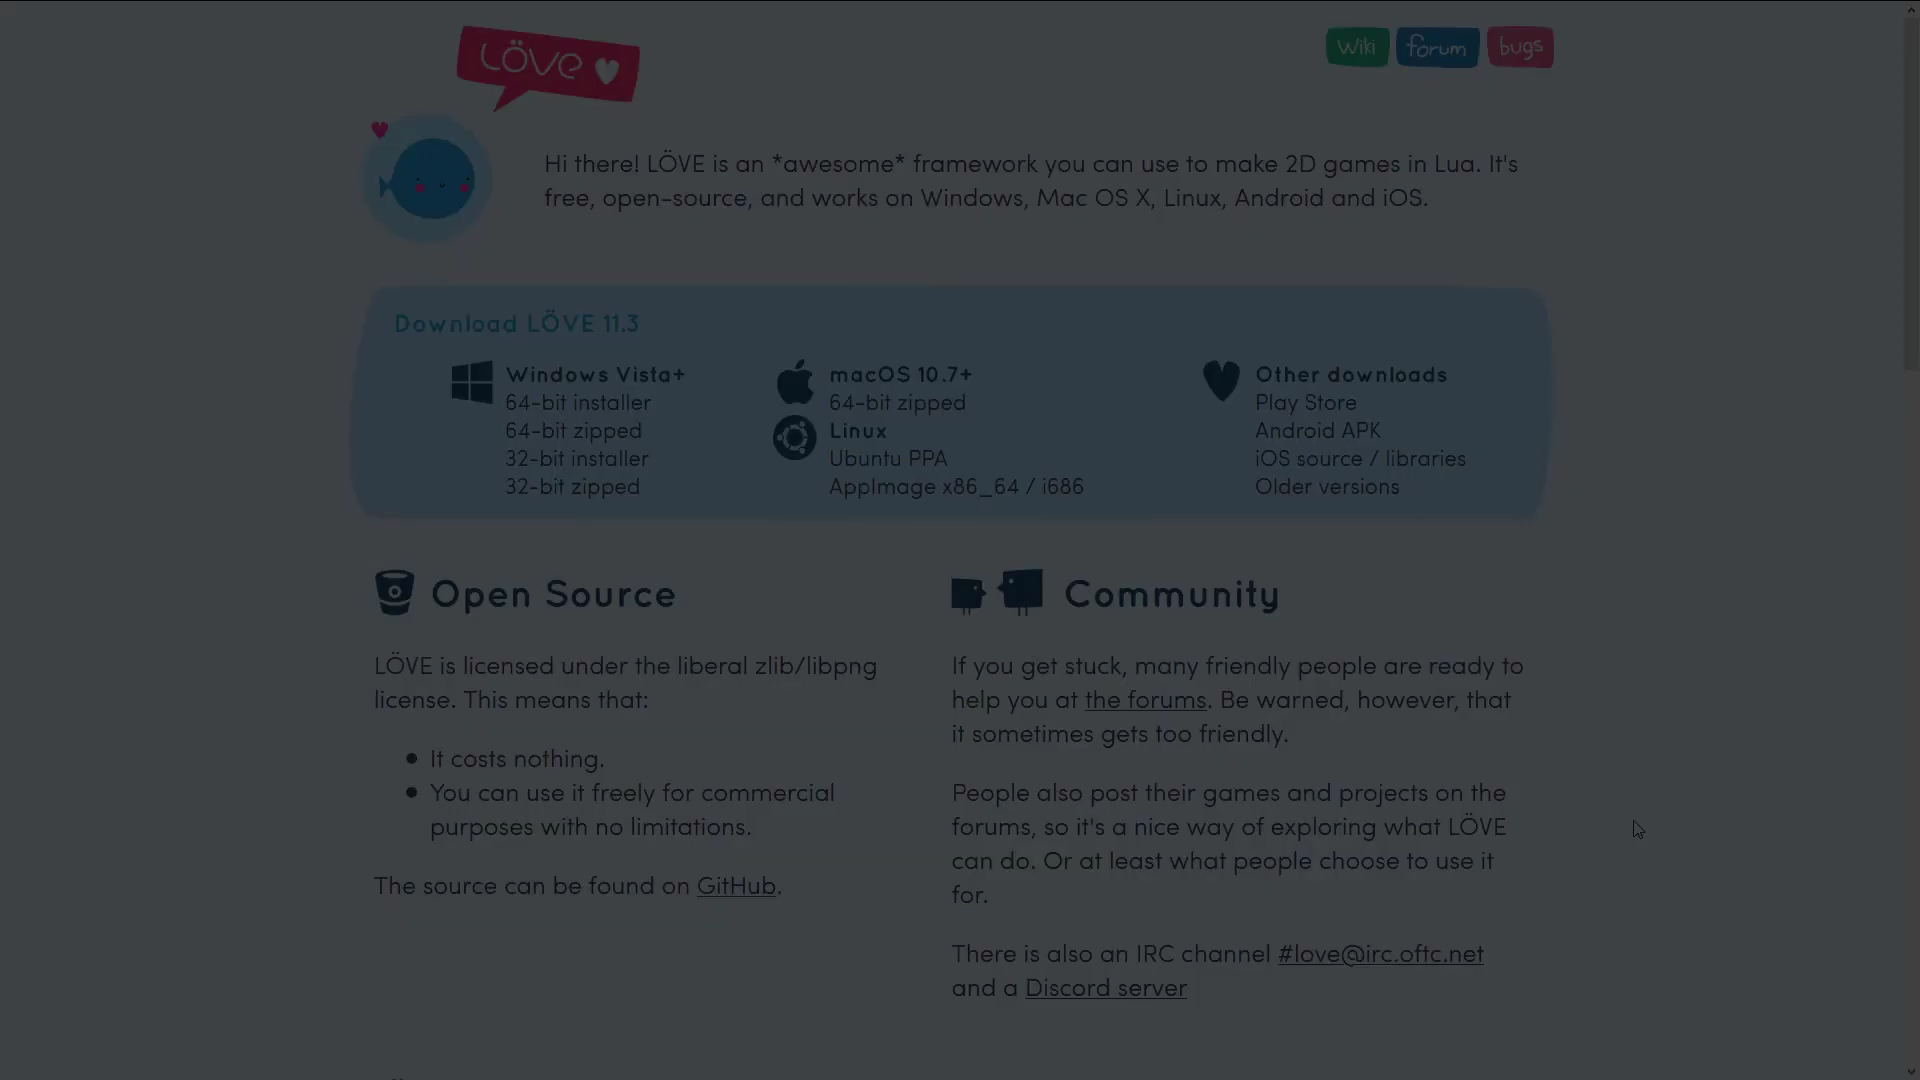 LÖVE
Wiki forum bugs
Hi there! LÖVE is an *awesome* framework you can use to make 2D games in Lua. It's
free, open-source, and works on Windows, Mac OS X, Linux, Android and iOS.
Download LÖVE 11.3
Windows Vista+
64-bit installer
64-bit zipped
32-bit installer
32-bit zipped
macOS 10.7+
64-bit zipped
Linux
Ubuntu PPA
AppImage x86_64 / i686
Other downloads
Play Store
Android APK
iOS source / libraries
Older versions
Open Source
LÖVE is licensed under the liberal zlib/libpng
license. This means that:
It costs nothing.
You can use it freely for commercial
purposes with no limitations.
The source can be found on GitHub.
Community
If you get stuck, many friendly people are ready to
help you at the forums. Be warned, however, that
it sometimes gets too friendly.
People also post their games and projects on the
forums, so it's a nice way of exploring what LÖVE
can do. Or at least what people choose to use it
for.
There is also an IRC channel #love@irc.oftc.net
and a Discord server